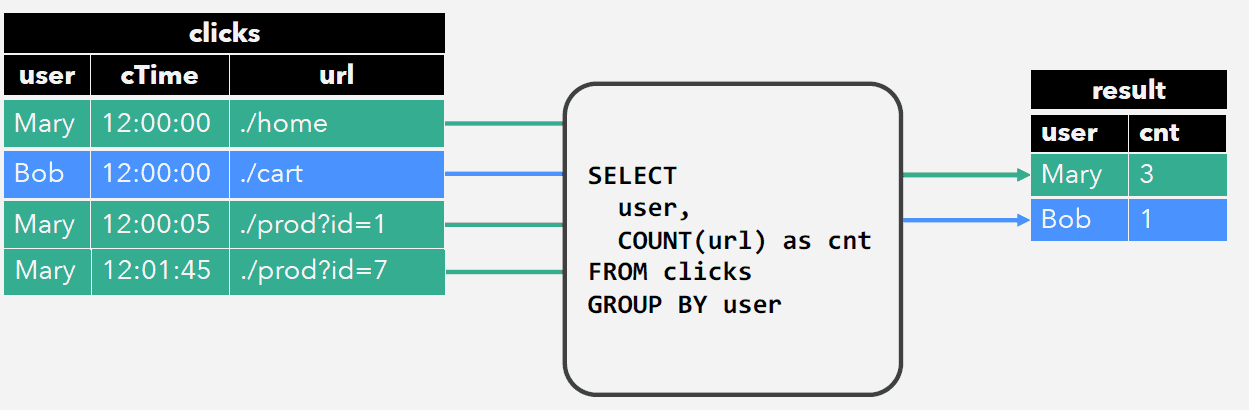 clicks
user cTime url
Mary 12:00:00 ./home
Bob 12:00:00 ./cart
Mary 12:00:05 ./prod?id=1
Mary 12:01:45 ./prod?id=7
SELECT
user,
COUNT(url) as cnt
FROM clicks
GROUP BY user
result
user cnt
Mary 3
Bob 1